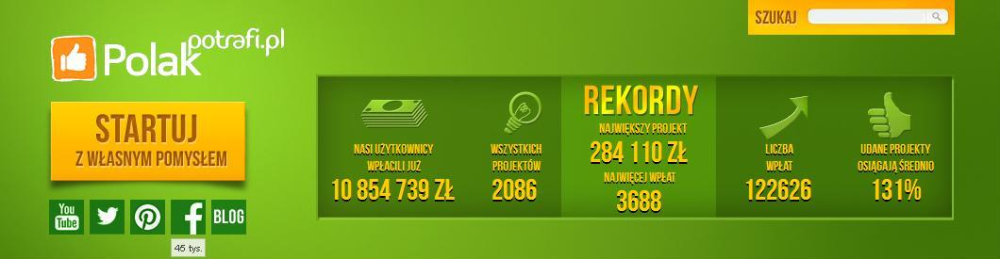 SZUKAJ
Polak potrafi.pl
STARTUJ
Z WŁASNYM POMYSŁEM
You
Tube
BLOG
45 tys.
NASI UŻYTKOWNICY
WPŁACILI JUŻ
10 854 739 ZŁ
WSZYSTKICH
PROJEKTÓW
2086
REKORDY
NAJWIĘKSZY PROJEKT
284 110 ZŁ
NAJWIĘCEJ WPŁAT
3688
LICZBA
WPŁAT
122626
UDANE PROJEKTY
OSIĄGAJĄ ŚREDNIO
131%